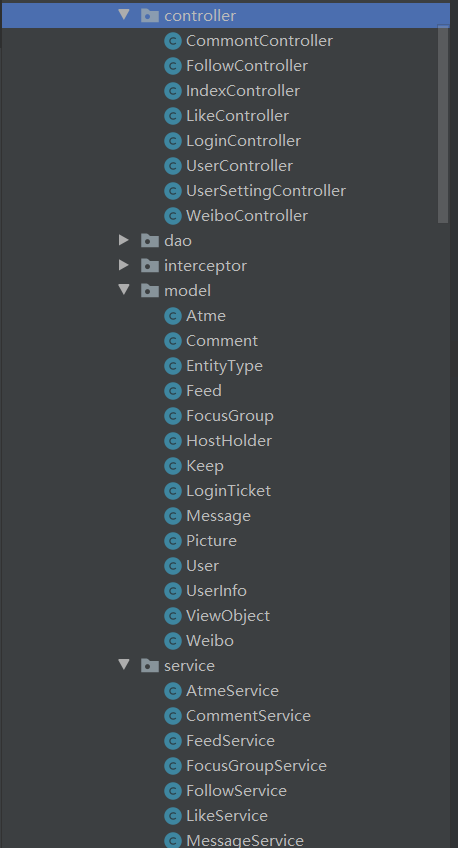 controller
CommontController
FollowController
IndexController
LikeController
LoginController
UserController
UserSettingController
WeiboController
dao
interceptor
model
Atme
Comment
EntityType
Feed
FocusGroup
HostHolder
Keep
LoginTicket
Message
Picture
User
UserInfo
ViewObject
Weibo
service
AtmeService
CommentService
FeedService
FocusGroupService
FollowService
LikeService
MessageService